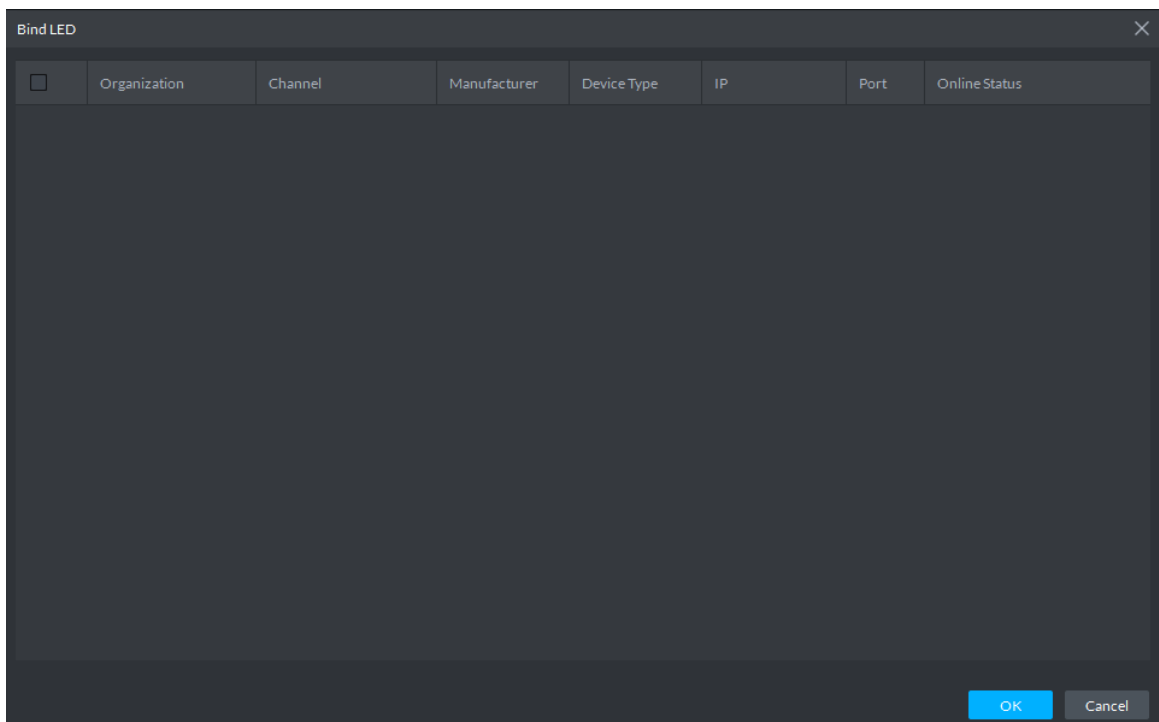 Bind LED
Organization Channel Manufacturer Device Type IP Port Online Status
OK Cancel